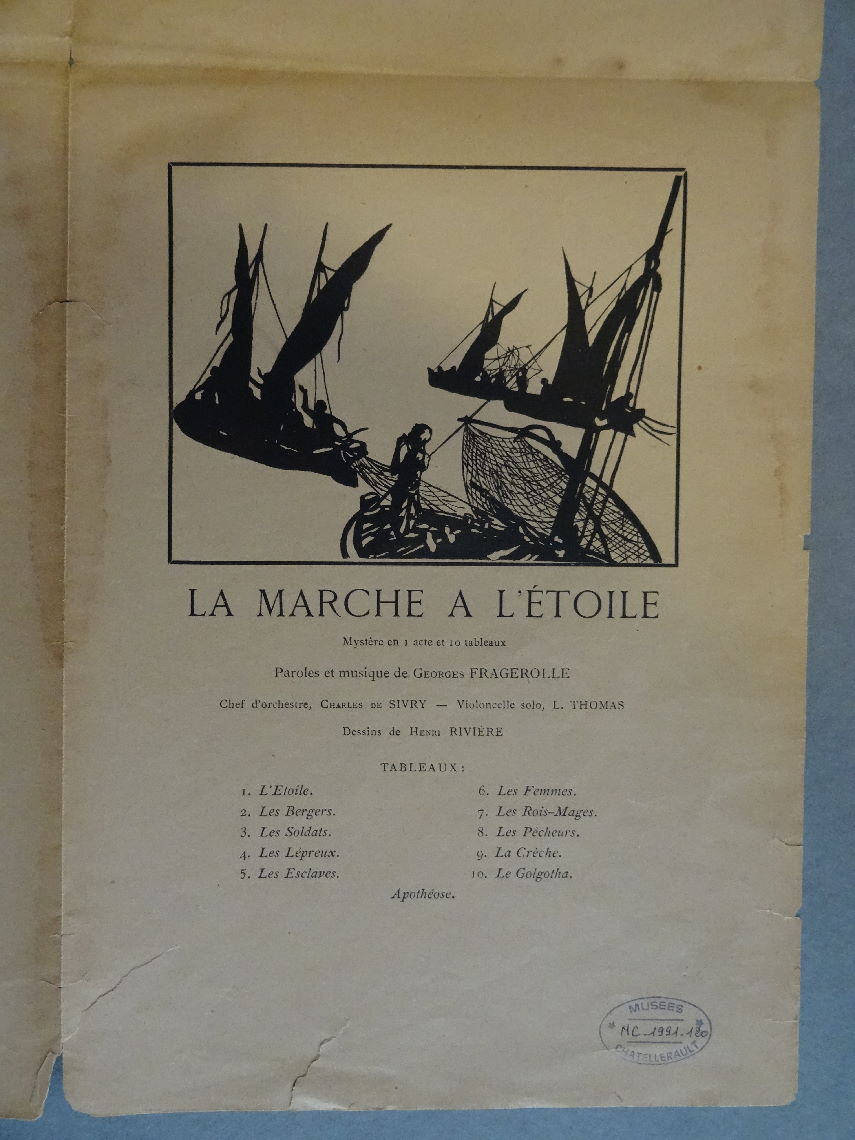 LA MARCHE A L'ÉTOILE
Mystère en 1 acte et 10 tableaux
Paroles et musique de GEORGES FRAGEROLLE
Chef d'orchestre, CHARLES DE SIVRY — Violoncelle solo, L. THOMAS
Dessins de HENRI RIVIÈRE
TABLEAUX:
1. L'Etoile.
2. Les Bergers.
3. Les Soldats.
4. Les Lépreux.
5. Les Esclaves.
6. Les Femmes.
7. Les Rois-Mages.
8. Les Pêcheurs.
9. La Crèche.
10. Le Golgotha.
Apothéose.
MUSEES
MC-1991-120
CHATELLERAULT